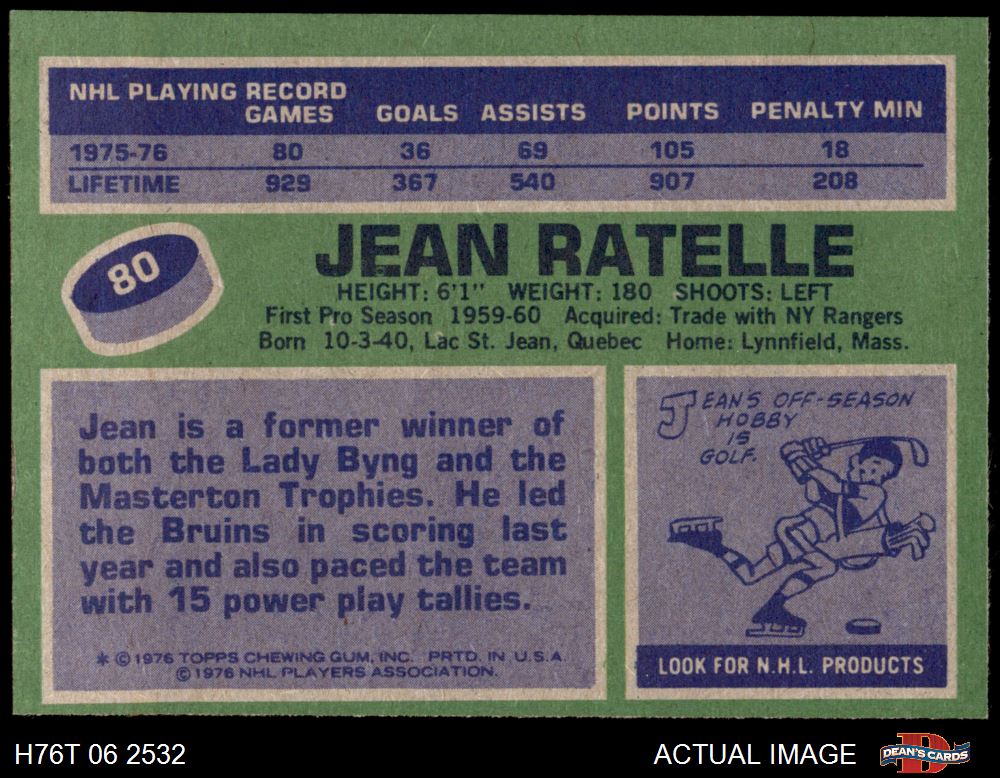 NHL PLAYING RECORD
GAMES GOALS ASSISTS POINTS PENALTY MIN
1975-76 80 36 69 105 18
LIFETIME 929 367 540 907 208
80
JEAN RATELLE
HEIGHT: 6'1" WEIGHT: 180 SHOOTS: LEFT
First Pro Season 1959-60 Acquired: Trade with NY Rangers
Born 10-3-40, Lac St. Jean, Quebec Home: Lynnfield, Mass.
Jean is a former winner of
both the Lady Byng and the
Masterton Trophies. He led
the Bruins in scoring last
year and also paced the team
with 15 power play tallies.
* © 1976 TOPPS CHEWING GUM, INC. PRTD. IN U.S.A.
© 1976 NHL PLAYERS ASSOCIATION.
JEAN'S OFF-SEASON
HOBBY
IS
GOLF.
LOOK FOR N.H.L. PRODUCTS
H76T 06 2532 ACTUAL IMAGE
D
DEAN'S CARDS